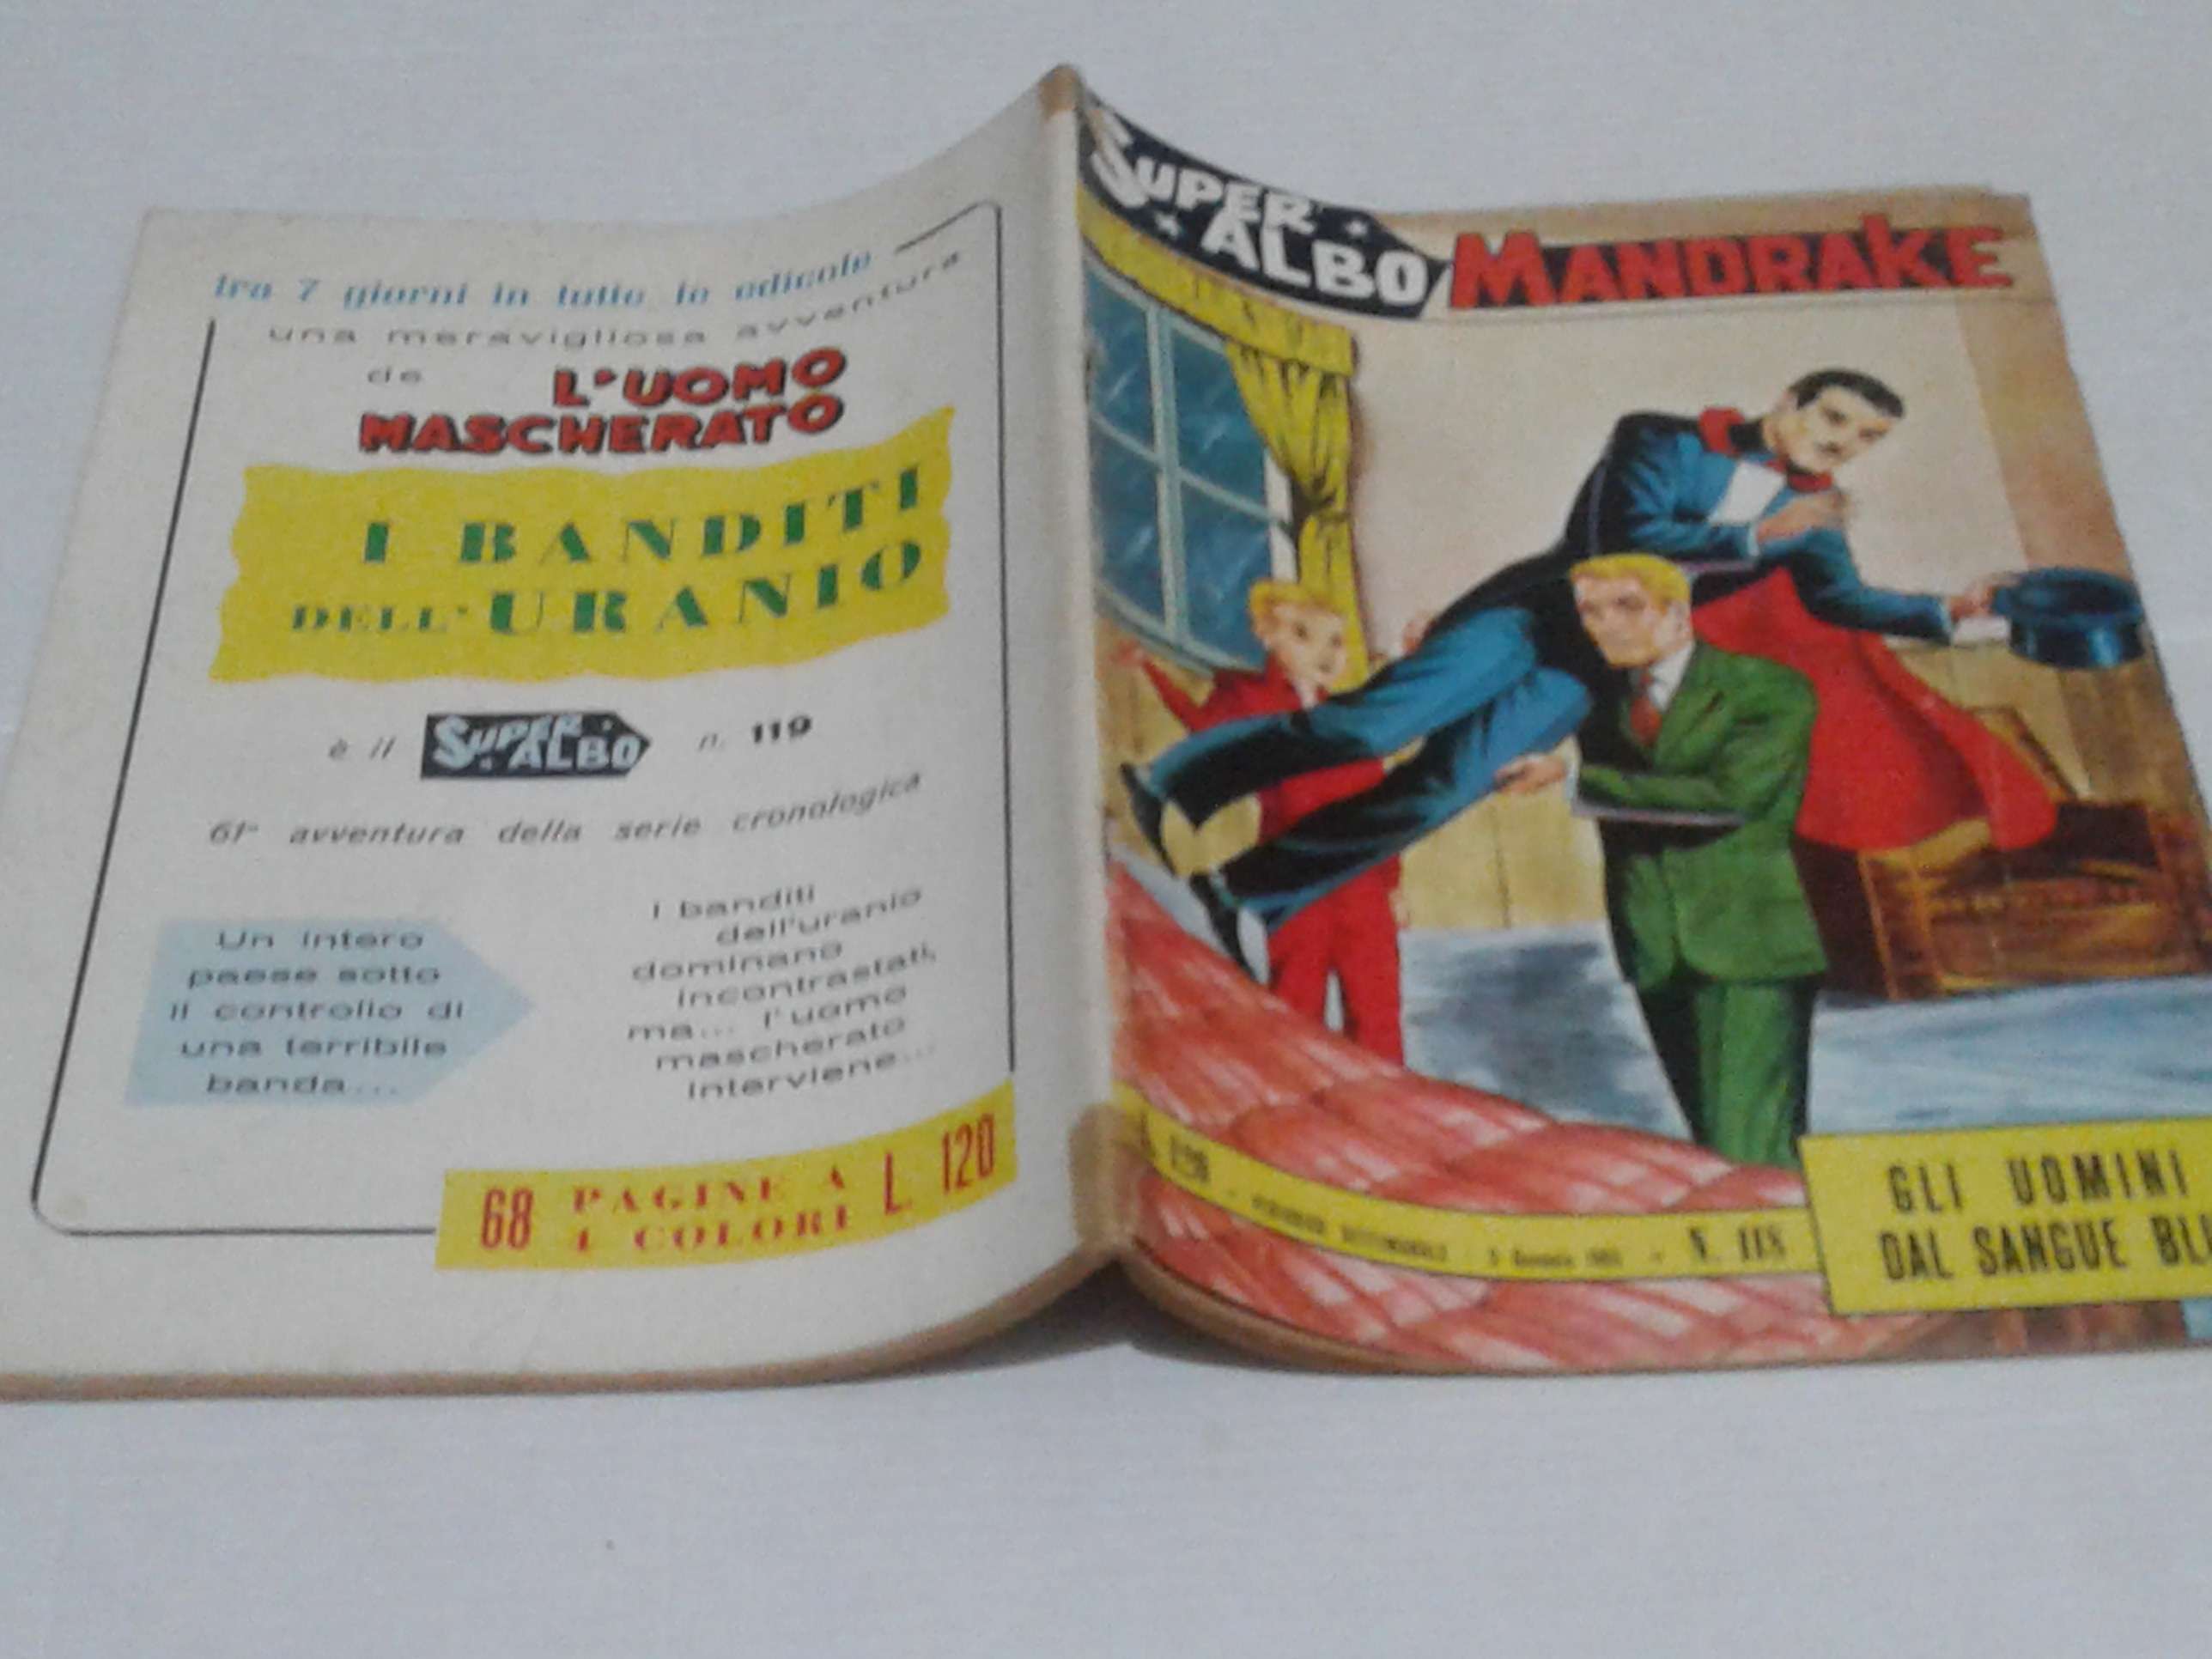 tra 7 giorni in tutte le edicole
una meravigliosa avventura
de L'UOMO
MASCHERATO
I BANDITI
DELL'URANIO
è il SUPER ALBO n. 119
61ª avventura della serie cronologica
Un intero
paese sotto
il controllo di
una terribile
banda...
I banditi
dell'uranio
dominano
incontrastati,
ma... l'uomo
mascherato
interviene...
68 PAGINE A
4 COLORI L 120
SUPER
ALBO
MANDRAKE
L. 120 - SETTIMANALE - N. 118
GLI UOMINI
DAL SANGUE BL